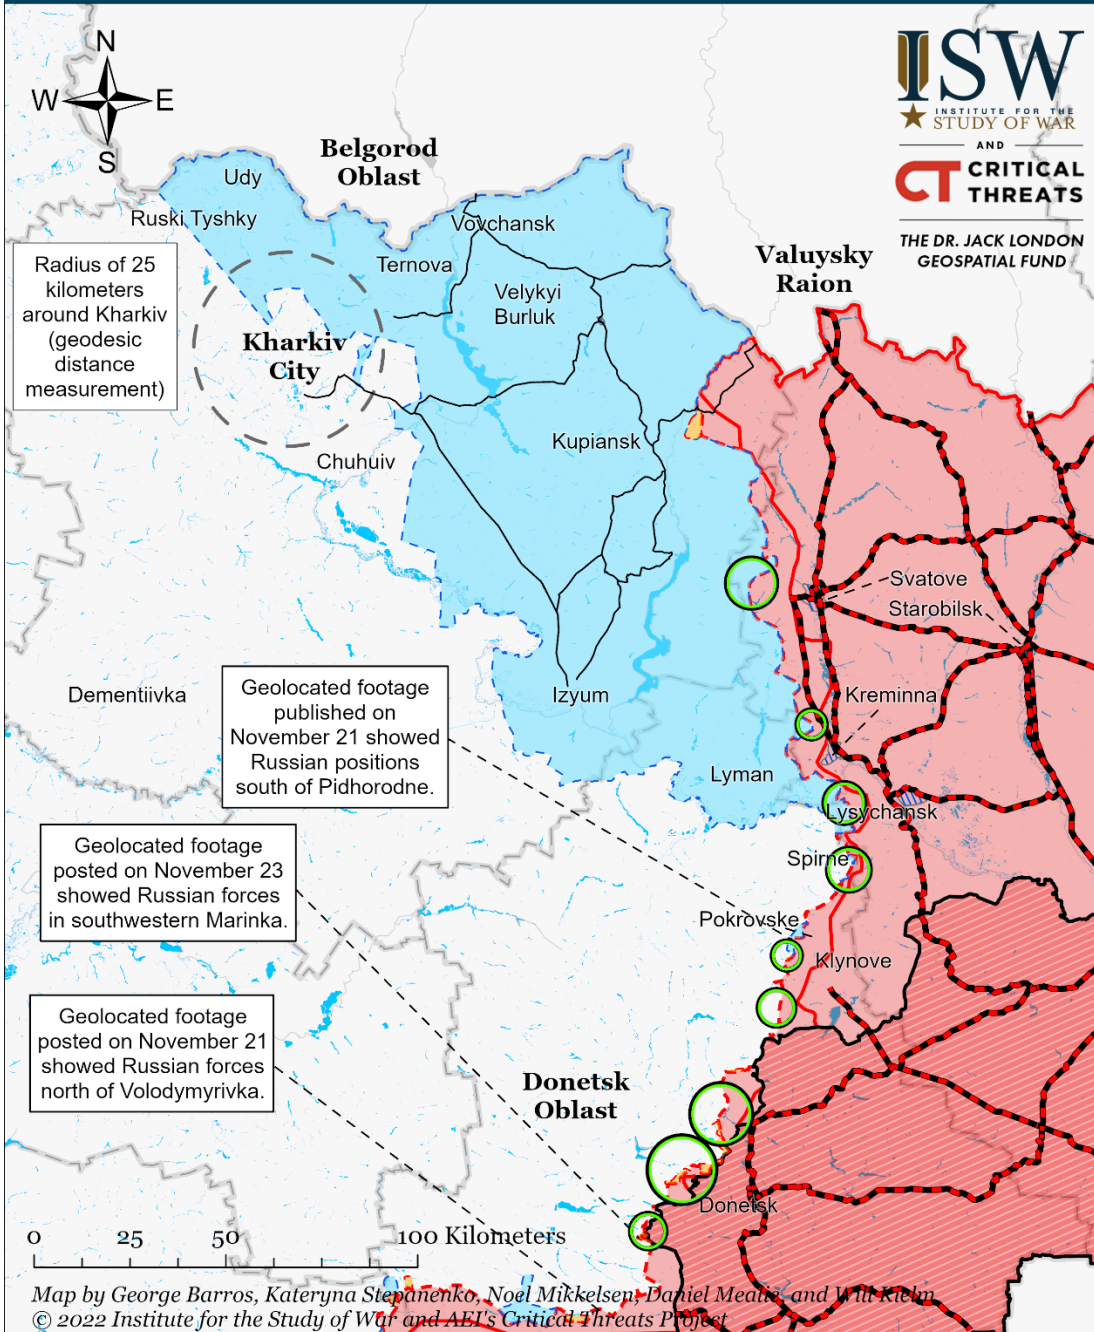 N
W E
S
ISW
INSTITUTE FOR THE
STUDY OF WAR
AND
CT CRITICAL
THREATS
THE DR. JACK LONDON
GEOSPATIAL FUND
Belgorod
Oblast
Udy
Ruski Tyshky
Vovchansk
Ternova
Valuysky
Raion
Radius of 25
kilometers
around Kharkiv
(geodesic
distance
measurement)
Velykyi
Burluk
Kharkiv
City
Kupiansk
Chuhuiv
Svatove
Starobilsk
Dementiivka
Izyum
Kreminna
Geolocated footage
published on
November 21 showed
Russian positions
south of Pidhorodne.
Lyman
Lysychansk
Geolocated footage
posted on November 23
showed Russian forces
in southwestern Marinka.
Spirne
Pokrovske
Klynove
Geolocated footage
posted on November 21
showed Russian forces
north of Volodymyrivka.
Donetsk
Oblast
Donetsk
0 25 50 100 Kilometers
Map by George Barros, Kateryna Stepanenko, Noel Mikkelsen, Daniel Mealie, and Will Kielm
© 2022 Institute for the Study of War and AEI's Critical Threats Project